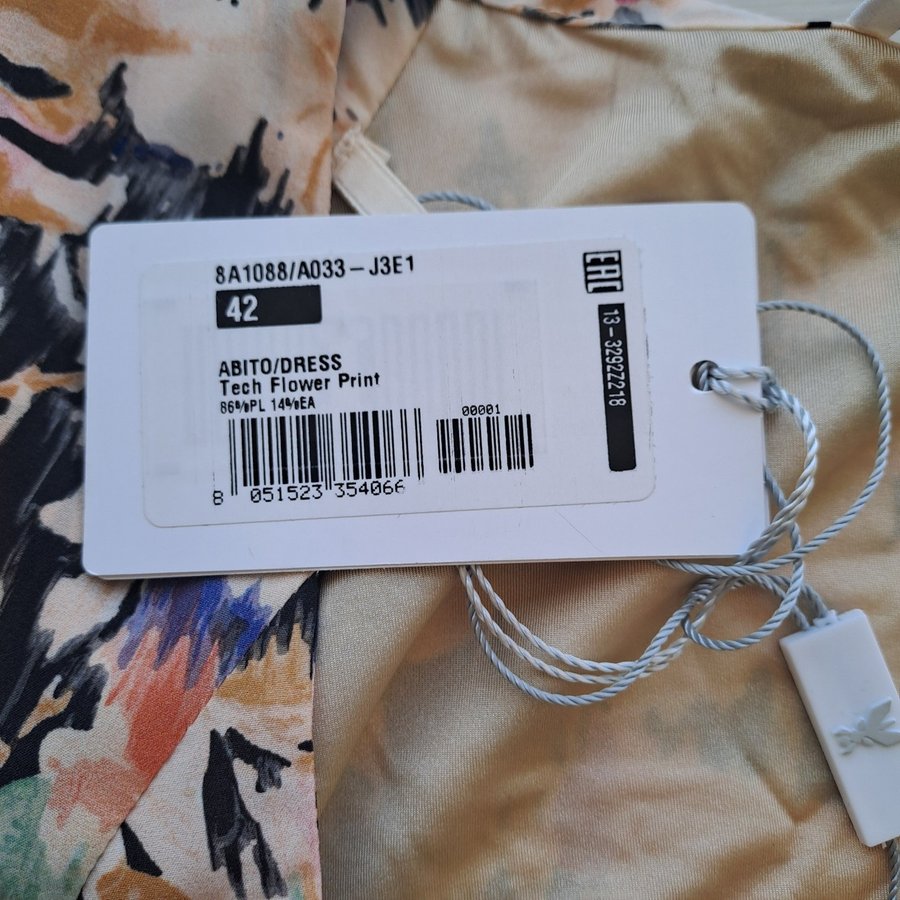 8A1088/A033-J3E1
42
ABITO/DRESS
Tech Flower Print
86%PL 14%EA
00001
8 051523 354066
EAC
13-3292Z218